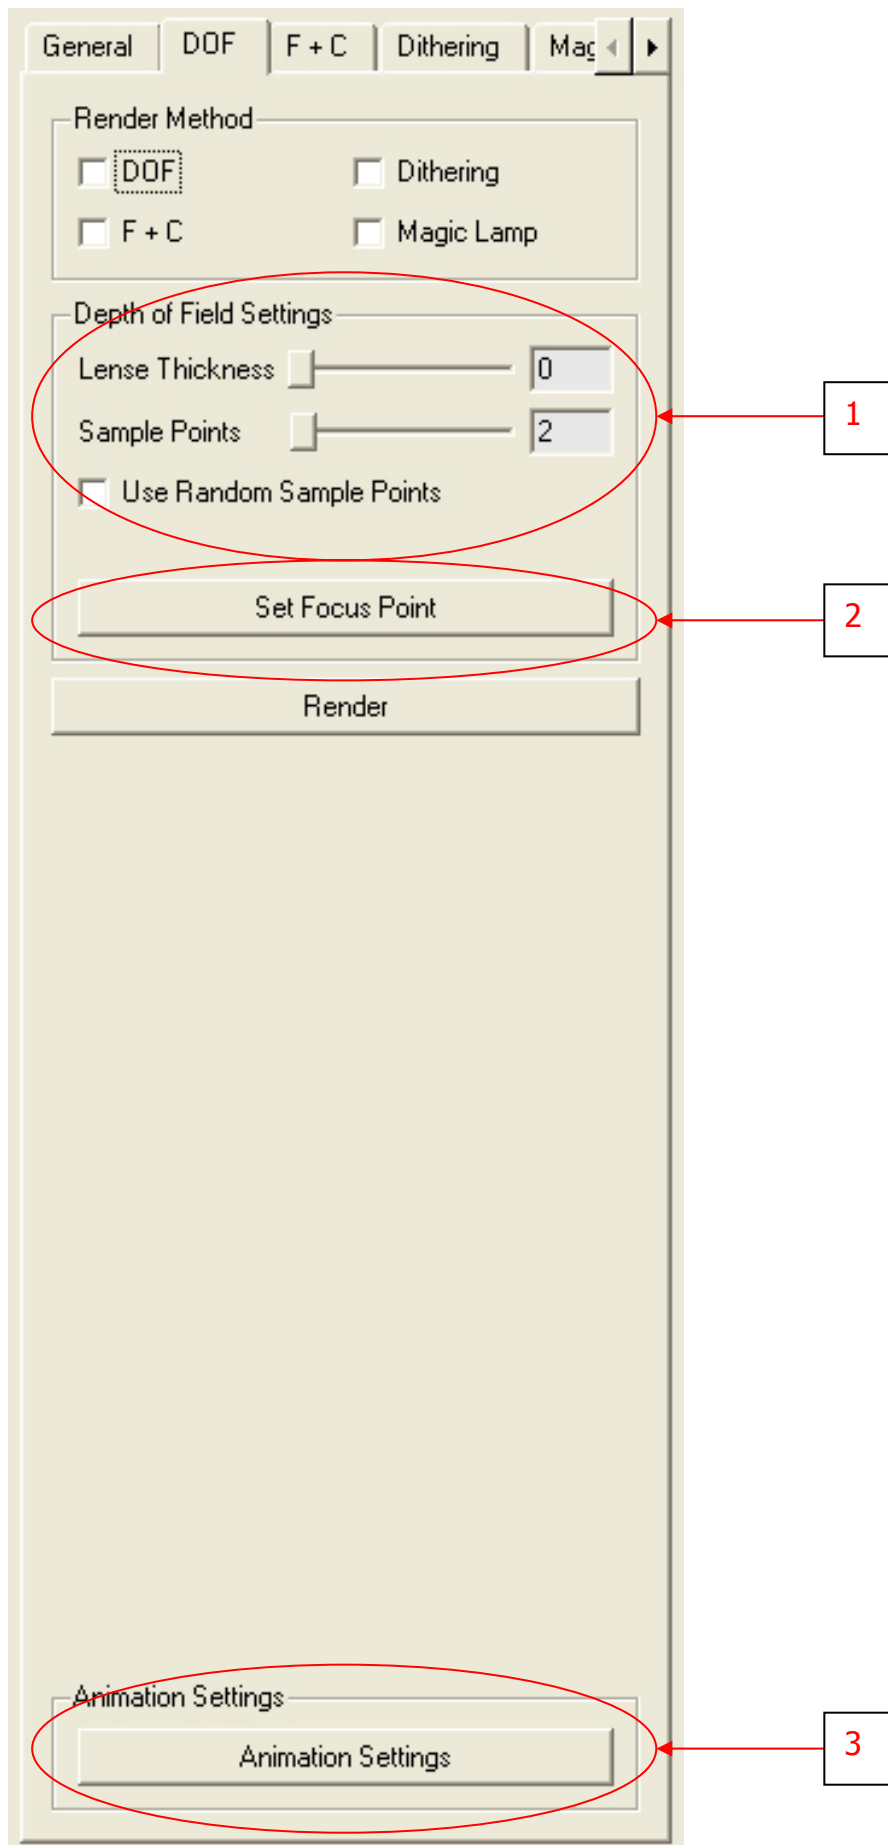 General DOF F + C Dithering Mag
Render Method
DOF Dithering
F + C Magic Lamp
Depth of Field Settings
Lense Thickness 0
1
Sample Points 2
Use Random Sample Points
Set Focus Point
2
Render
Animation Settings
Animation Settings
3